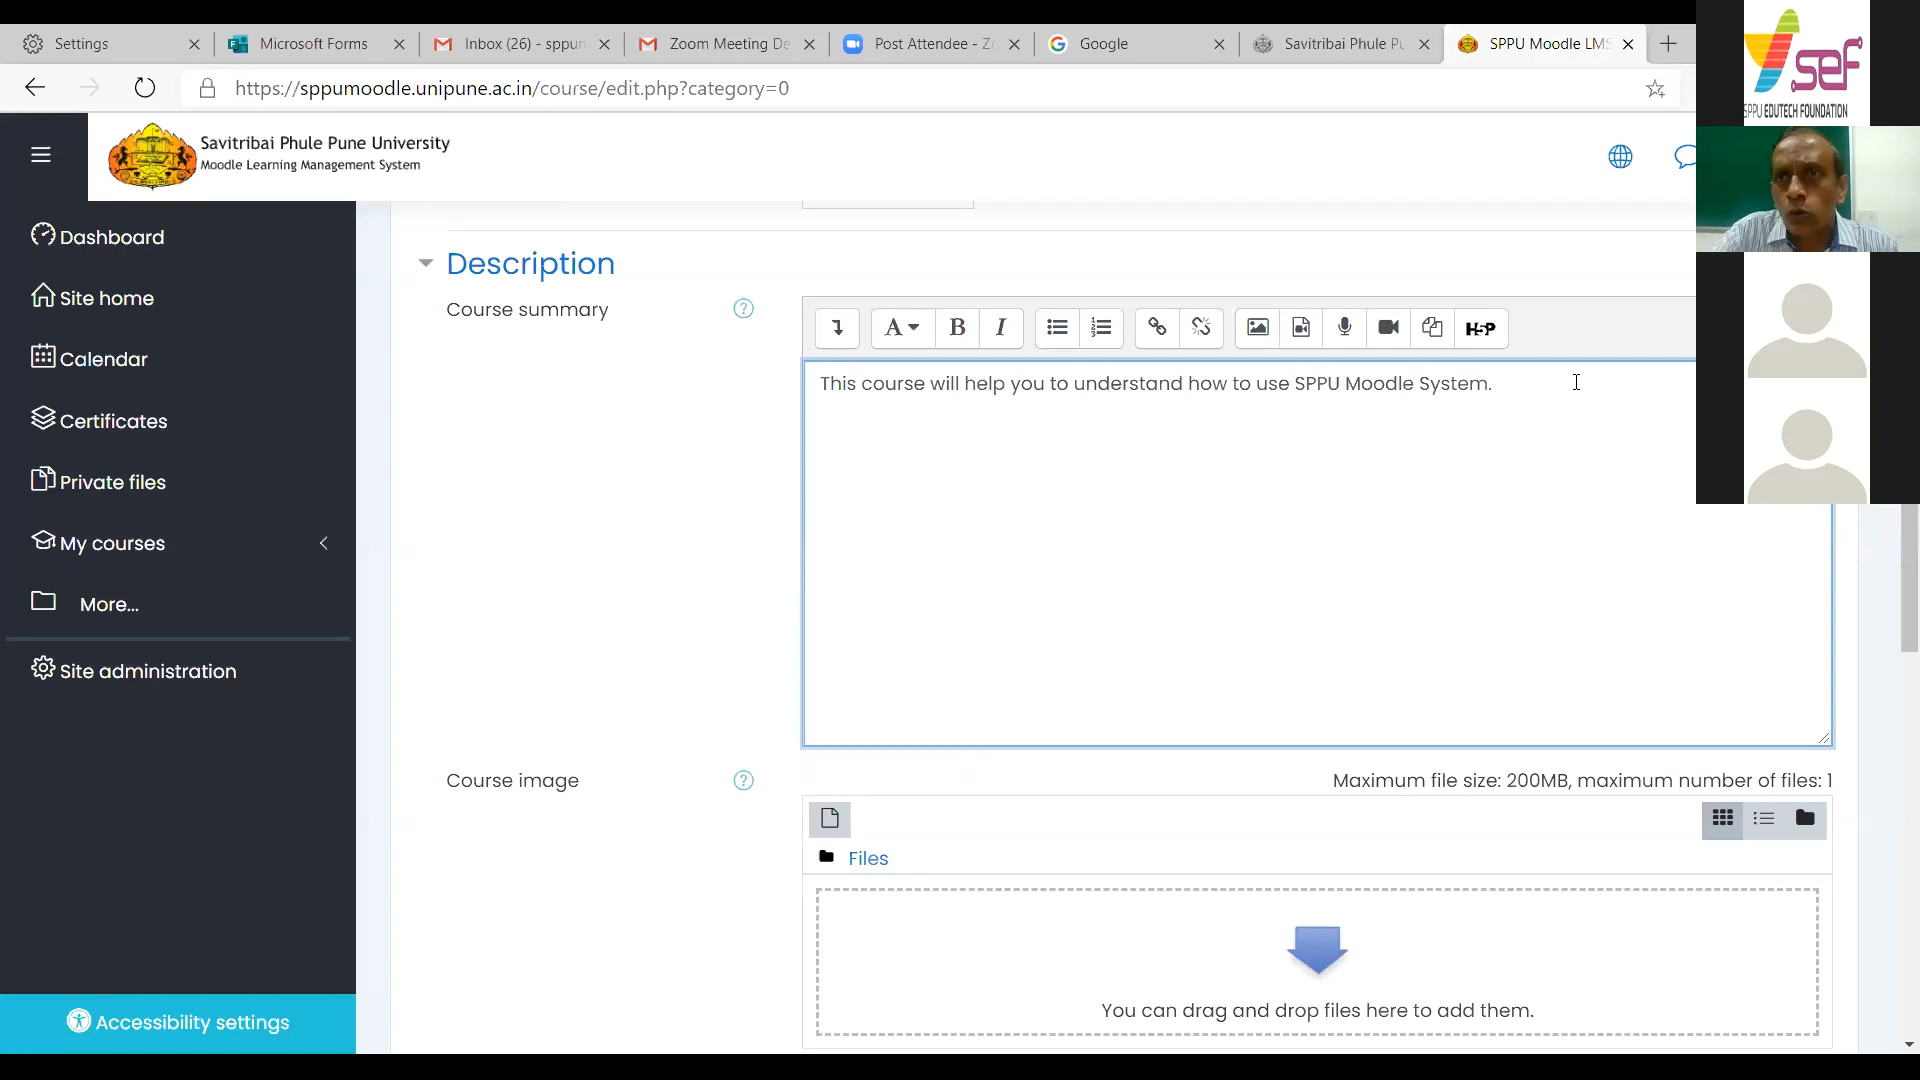 Settings
Microsoft Forms
Inbox (26) - sppun
Zoom Meeting De
Post Attendee - Z
Google
Savitribai Phule Pu
SPPU Moodle LMS
https://sppumoodle.unipune.ac.in/course/edit.php?category=0
sef
SPPU EDUTECH FOUNDATION
Savitribai Phule Pune University
Moodle Learning Management System
Dashboard
Site home
Calendar
Certificates
Private files
My courses
More...
Site administration
Accessibility settings
Description
Course summary
A
B
I
H5P
This course will help you to understand how to use SPPU Moodle System.
Course image
Maximum file size: 200MB, maximum number of files: 1
Files
You can drag and drop files here to add them.